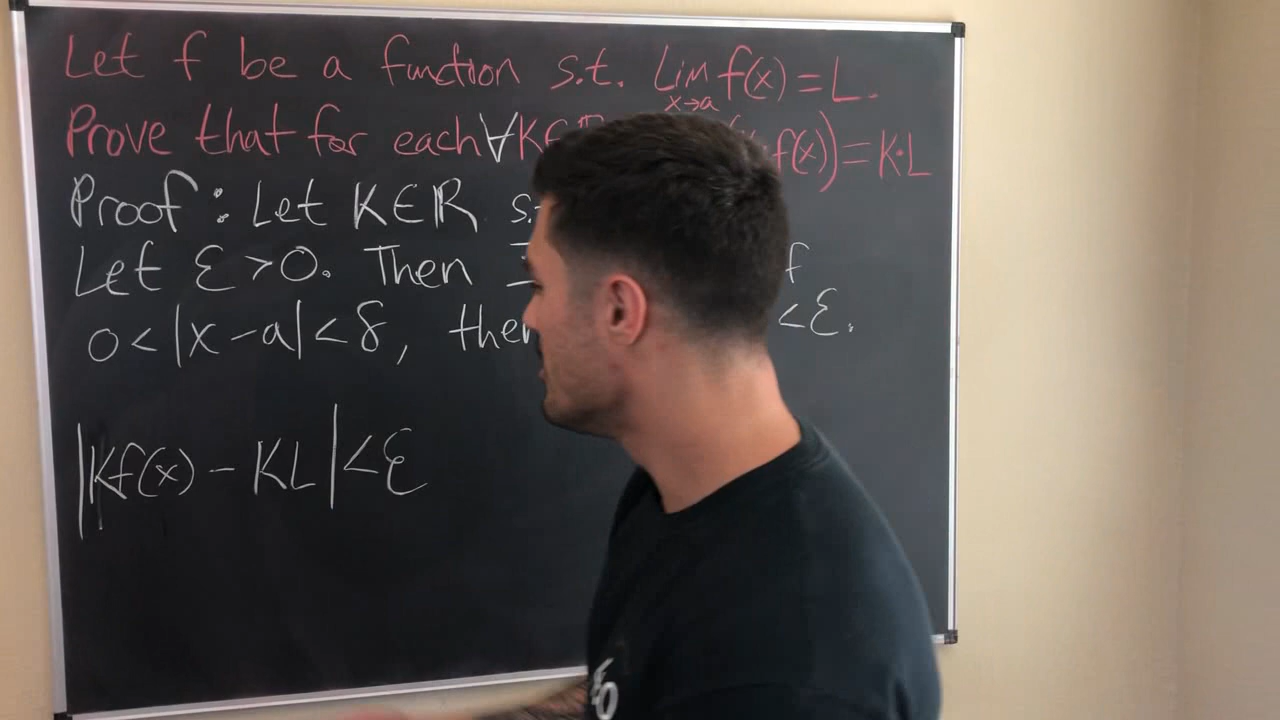 Let f be a function s.t. Lim x→a f(x) = L.
Prove that for each ∀K∈ f(x)) = K·L
Proof: Let K∈ℝ
Let ε > 0. Then
0 < |x - a| < δ, then < ε.
|Kf(x) - KL| < ε